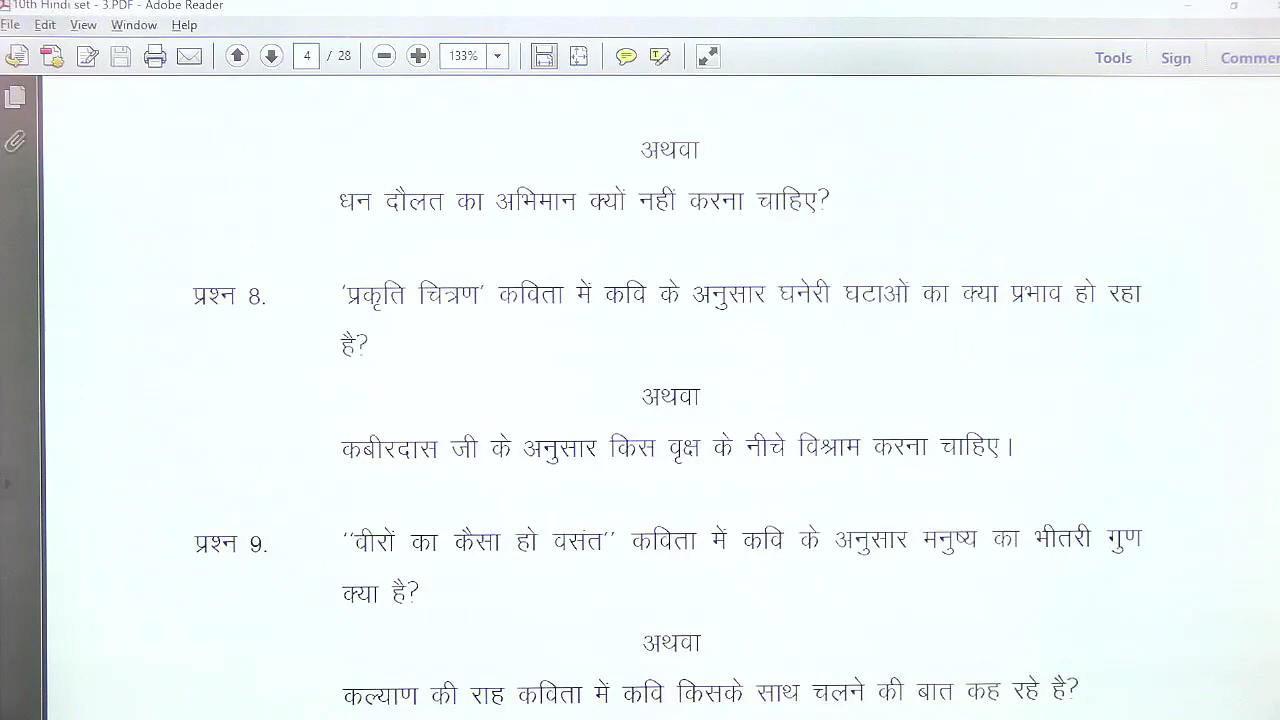 10th Hindi set - 3.PDF - Adobe Reader
File Edit View Window Help
4 / 28 133% Tools Sign Commen
अथवा
धन दौलत का अभिमान क्यों नहीं करना चाहिए?
प्रश्न 8. 'प्रकृति चित्रण' कविता में कवि के अनुसार घनेरी घटाओं का क्या प्रभाव हो रहा
है?
अथवा
कबीरदास जी के अनुसार किस वृक्ष के नीचे विश्राम करना चाहिए।
प्रश्न 9. ''वीरों का कैसा हो वसंत'' कविता में कवि के अनुसार मनुष्य का भीतरी गुण
क्या है?
अथवा
कल्याण की राह कविता में कवि किसके साथ चलने की बात कह रहे है?